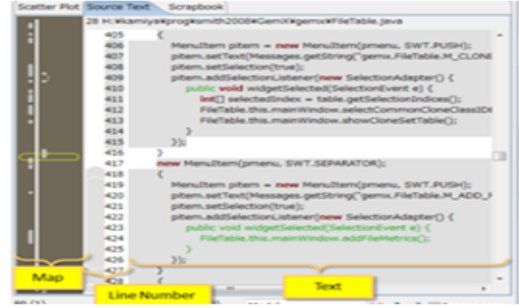 Scatter Plot Source Text Scrapbook
28 H:¥kamiya¥prog¥smith2008¥GemX¥gemx¥FileTable.java
405 {
406 MenuItem pitem = new MenuItem(pmenu, SWT.PUSH);
407 pitem.setText(Messages.getString("gemx.FileTable.M_CLONE
408 pitem.setSelection(true);
409 pitem.addSelectionListener(new SelectionAdapter() {
410 public void widgetSelected(SelectionEvent e) {
411 int[] selectedIndex = table.getSelectionIndices();
412 FileTable.this.mainWindow.selectCommonCloneClassIDE
413 FileTable.this.mainWindow.showCloneSetTable();
414 }
415 });
416 }
417 new MenuItem(pmenu, SWT.SEPARATOR);
418 {
419 MenuItem pitem = new MenuItem(pmenu, SWT.PUSH);
420 pitem.setText(Messages.getString("gemx.FileTable.M_ADD_F
421 pitem.setSelection(true);
422 pitem.addSelectionListener(new SelectionAdapter() {
423 public void widgetSelected(SelectionEvent e) {
424 FileTable.this.mainWindow.addFileMetrics();
425 }
426 });
427 }
428 {
Map
Line Number
Text